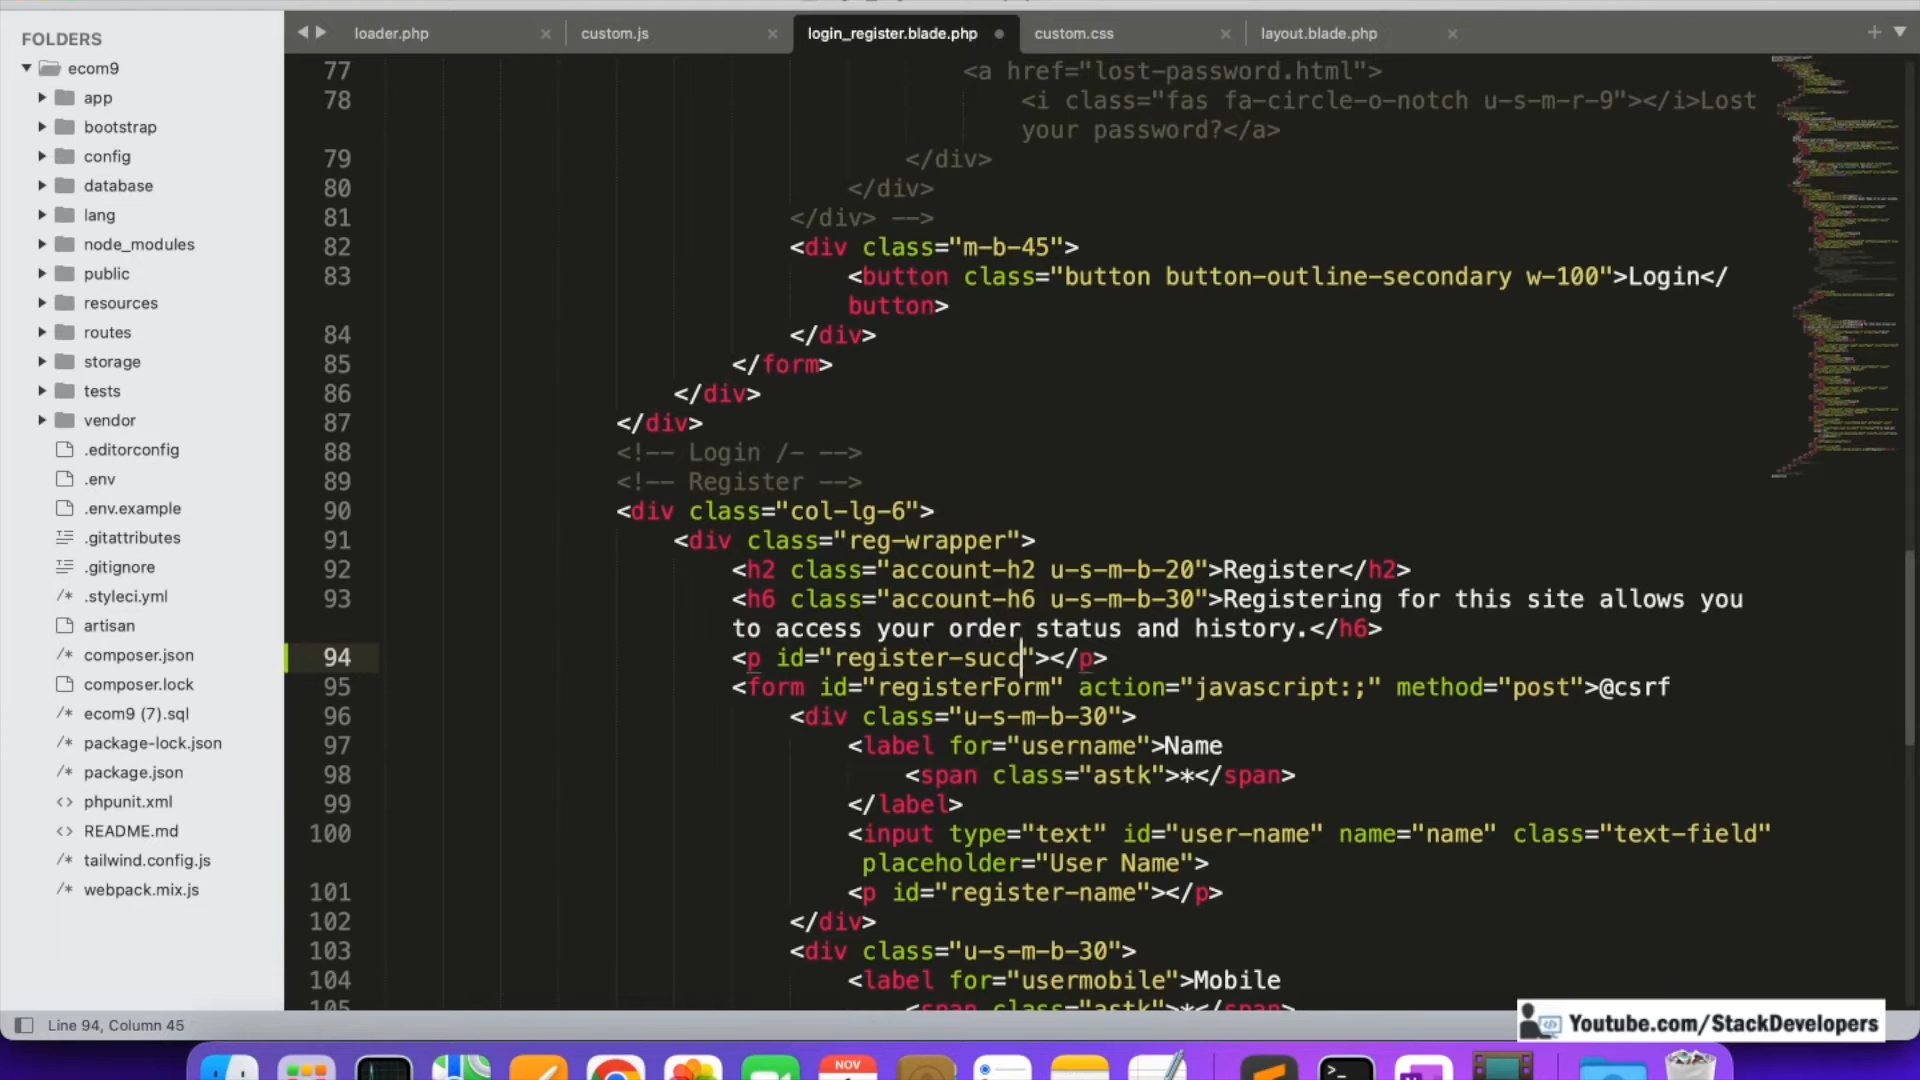 FOLDERS
ecom9
app
bootstrap
config
database
lang
node_modules
public
resources
routes
storage
tests
vendor
.editorconfig
.env
.env.example
.gitattributes
.gitignore
/* .styleci.yml
artisan
/* composer.json
composer.lock
/* ecom9 (7).sql
/* package-lock.json
/* package.json
<> phpunit.xml
<> README.md
/* tailwind.config.js
/* webpack.mix.js
loader.php × custom.js × login_register.blade.php custom.css × layout.blade.php ×
77 <a href="lost-password.html">
78 <i class="fas fa-circle-o-notch u-s-m-r-9"></i>Lost
your password?</a>
79 </div>
80 </div>
81 </div> -->
82 <div class="m-b-45">
83 <button class="button button-outline-secondary w-100">Login</
button>
84 </div>
85 </form>
86 </div>
87 </div>
88 <!-- Login /- -->
89 <!-- Register -->
90 <div class="col-lg-6">
91 <div class="reg-wrapper">
92 <h2 class="account-h2 u-s-m-b-20">Register</h2>
93 <h6 class="account-h6 u-s-m-b-30">Registering for this site allows you
to access your order status and history.</h6>
94 <p id="register-succ"></p>
95 <form id="registerForm" action="javascript:;" method="post">@csrf
96 <div class="u-s-m-b-30">
97 <label for="username">Name
98 <span class="astk">*</span>
99 </label>
100 <input type="text" id="user-name" name="name" class="text-field"
placeholder="User Name">
101 <p id="register-name"></p>
102 </div>
103 <div class="u-s-m-b-30">
104 <label for="usermobile">Mobile
105 <span class="astk">*</span>
Line 94, Column 45
Youtube.com/StackDevelopers
NOV